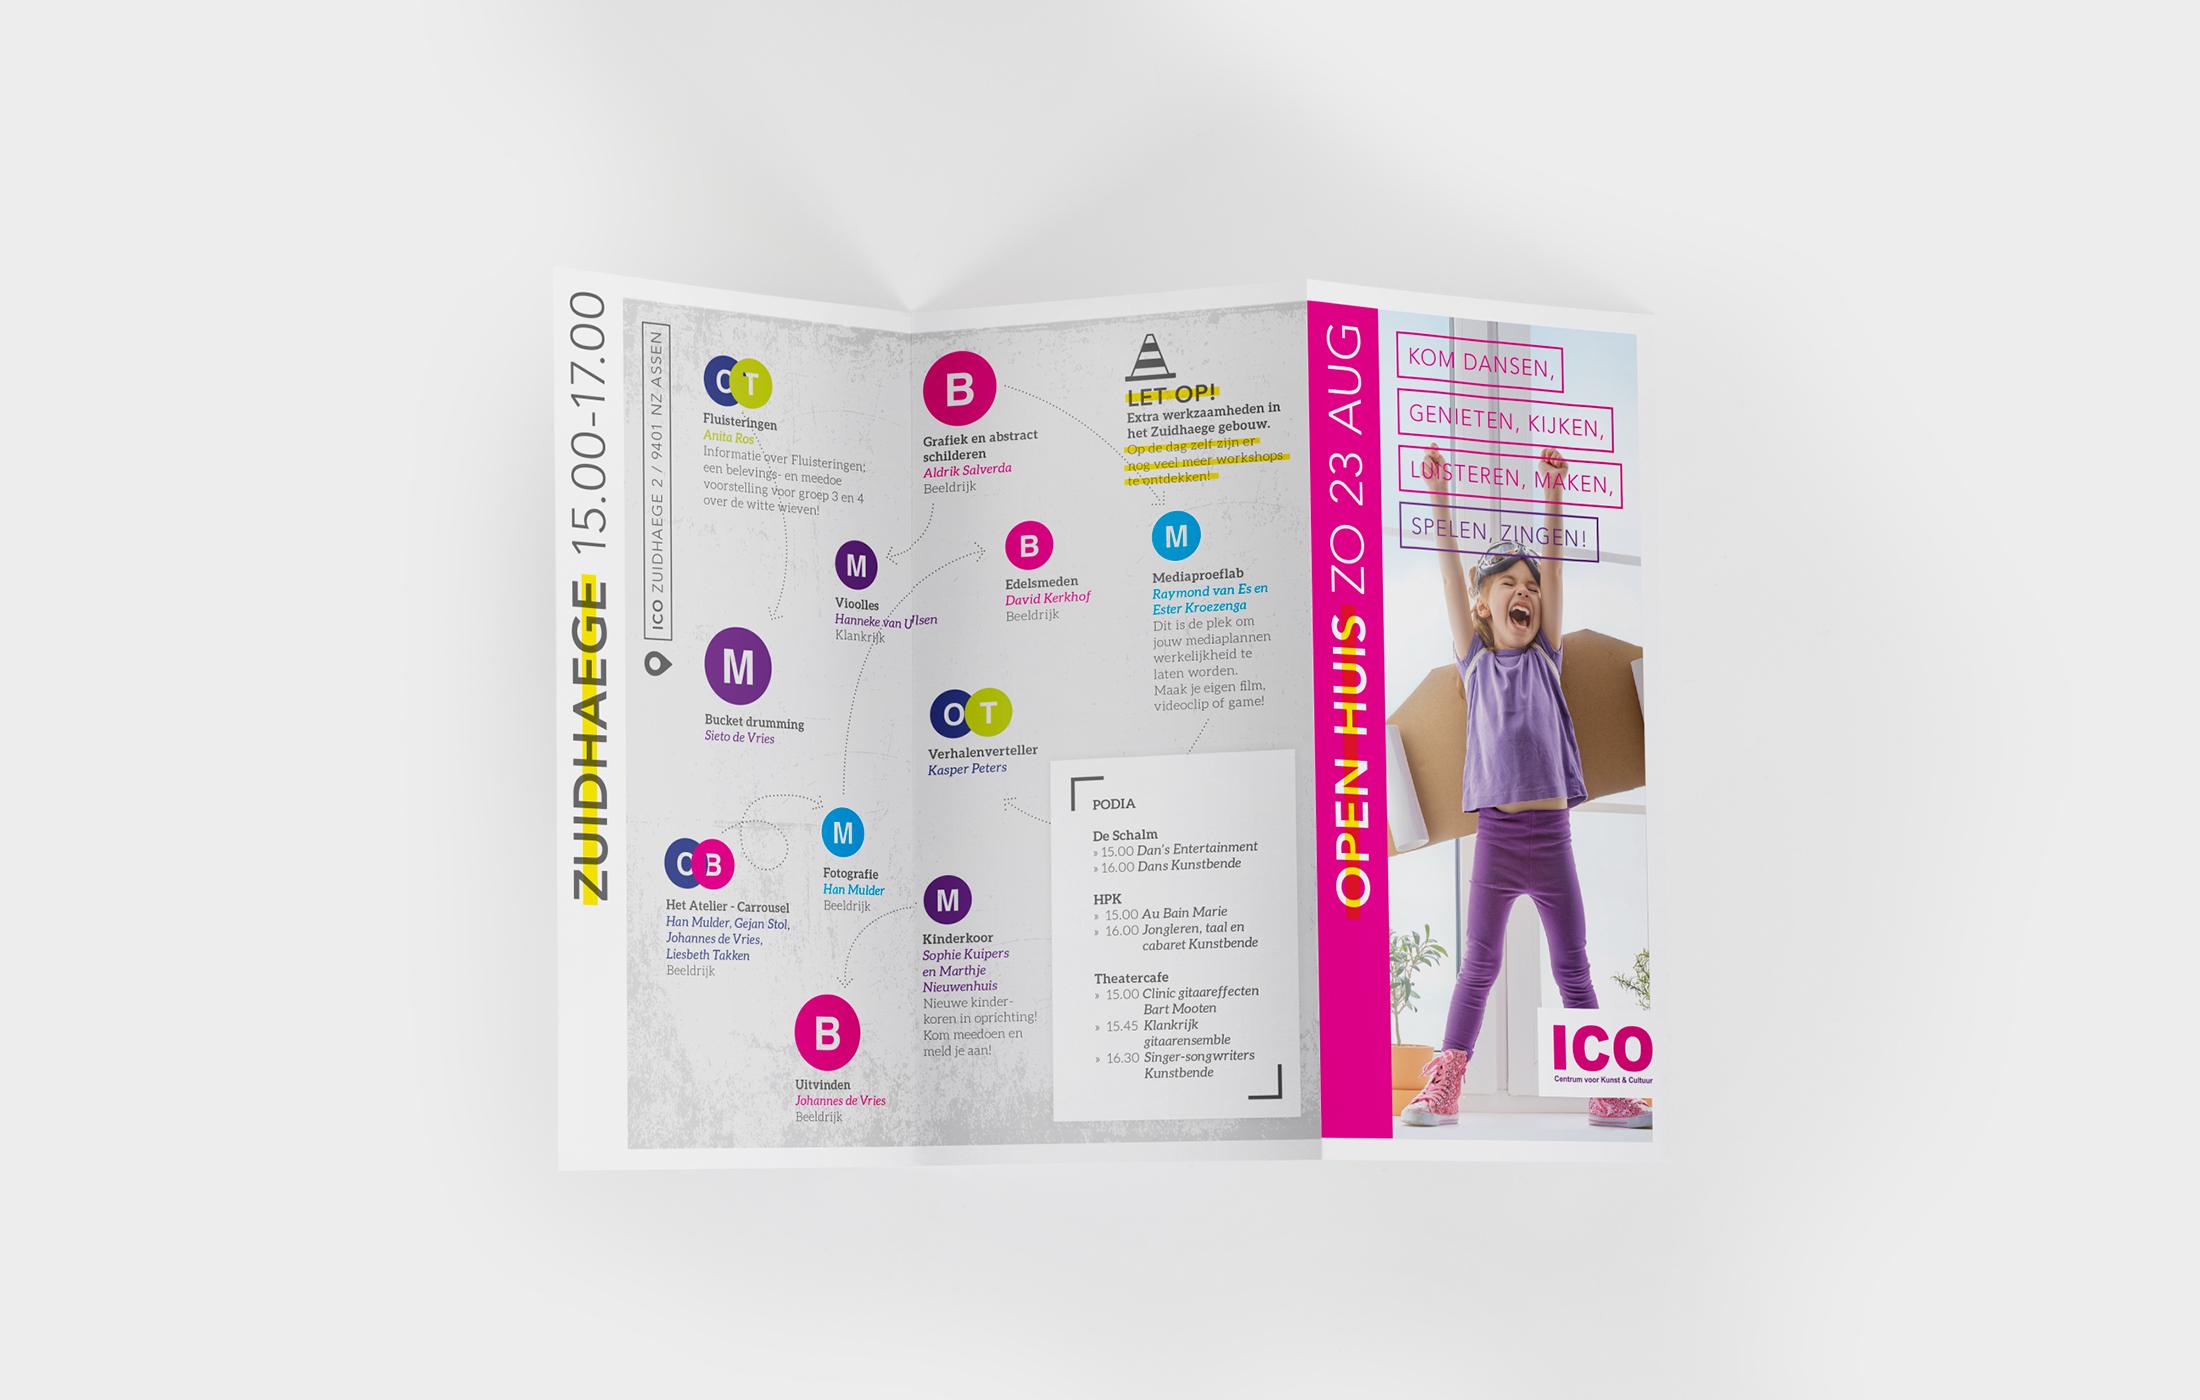 ZUIDHAEGE 15.00-17.00
ICO ZUIDHAEGE 2 / 9401 NZ ASSEN
O T
Fluisteringen
Anita Ros
Informatie over Fluisteringen;
een belevings- en meedoe
voorstelling voor groep 3 en 4
over de witte wieven!
M
Vioolles
Hanneke van Ulsen
Klankrijk
M
Bucket drumming
Sieto de Vries
O B
Het Atelier - Carrousel
Han Mulder, Gejan Stol,
Johannes de Vries,
Liesbeth Takken
Beeldrijk
M
Fotografie
Han Mulder
Beeldrijk
B
Uitvinden
Johannes de Vries
Beeldrijk
B
Grafiek en abstract
schilderen
Aldrik Salverda
Beeldrijk
B
Edelsmeden
David Kerkhof
Beeldrijk
O T
Verhalenverteller
Kasper Peters
M
Kinderkoor
Sophie Kuipers
en Marthje
Nieuwenhuis
Nieuwe kinder-
koren in oprichting!
Kom meedoen en
meld je aan!
LET OP!
Extra werkzaamheden in
het Zuidhaege gebouw.
Op de dag zelf zijn er
nog veel meer workshops
te ontdekken!
M
Mediaproeflab
Raymond van Es en
Ester Kroezenga
Dit is de plek om
jouw mediaplannen
werkelijkheid te
laten worden.
Maak je eigen film,
videoclip of game!
PODIA
De Schalm
» 15.00 Dan's Entertainment
» 16.00 Dans Kunstbende
HPK
» 15.00 Au Bain Marie
» 16.00 Jongleren, taal en
cabaret Kunstbende
Theatercafe
» 15.00 Clinic gitaareffecten
Bart Mooten
» 15.45 Klankrijk
gitaarensemble
» 16.30 Singer-songwriters
Kunstbende
OPEN HUIS ZO 23 AUG
KOM DANSEN,
GENIETEN, KIJKEN,
LUISTEREN, MAKEN,
SPELEN, ZINGEN!
ICO
Centrum voor Kunst & Cultuur